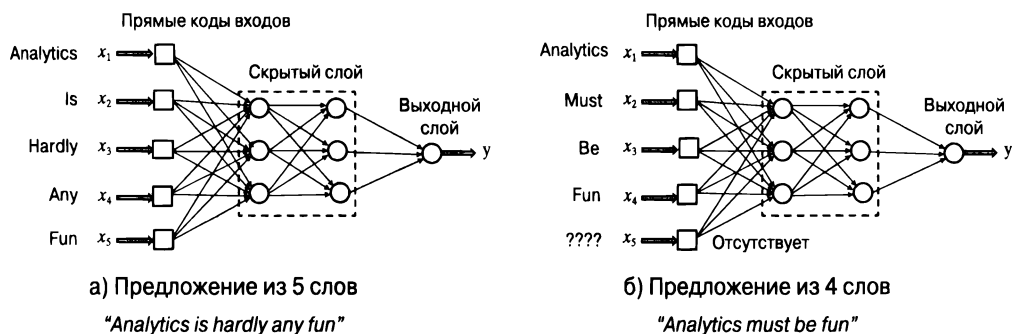 Прямые коды входов
Analytics x₁
Is x₂
Hardly x₃
Any x₄
Fun x₅
Скрытый слой
Выходной
слой
y
а) Предложение из 5 слов
"Analytics is hardly any fun"
Прямые коды входов
Analytics x₁
Must x₂
Be x₃
Fun x₄
???? x₅
Отсутствует
Скрытый слой
Выходной
слой
y
б) Предложение из 4 слов
"Analytics must be fun"